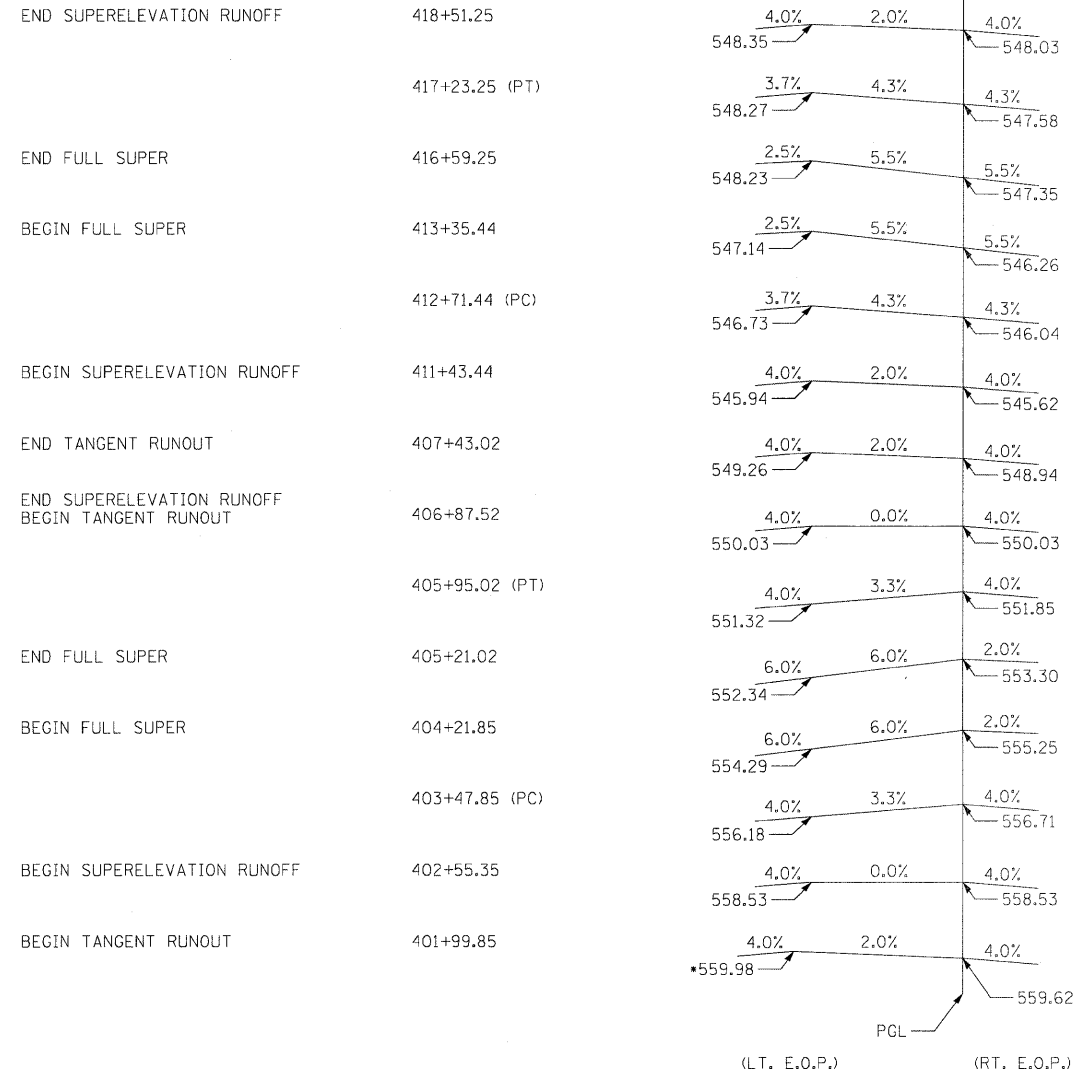 END SUPERELEVATION RUNOFF 418+51.25 4.0% 2.0% 4.0%
548.35 548.03
417+23.25 (PT) 3.7% 4.3% 4.3%
548.27 547.58
END FULL SUPER 416+59.25 2.5% 5.5% 5.5%
548.23 547.35
BEGIN FULL SUPER 413+35.44 2.5% 5.5% 5.5%
547.14 546.26
412+71.44 (PC) 3.7% 4.3% 4.3%
546.73 546.04
BEGIN SUPERELEVATION RUNOFF 411+43.44 4.0% 2.0% 4.0%
545.94 545.62
END TANGENT RUNOUT 407+43.02 4.0% 2.0% 4.0%
549.26 548.94
END SUPERELEVATION RUNOFF
BEGIN TANGENT RUNOUT 406+87.52 4.0% 0.0% 4.0%
550.03 550.03
405+95.02 (PT) 4.0% 3.3% 4.0%
551.32 551.85
END FULL SUPER 405+21.02 6.0% 6.0% 2.0%
552.34 553.30
BEGIN FULL SUPER 404+21.85 6.0% 6.0% 2.0%
554.29 555.25
403+47.85 (PC) 4.0% 3.3% 4.0%
556.18 556.71
BEGIN SUPERELEVATION RUNOFF 402+55.35 4.0% 0.0% 4.0%
558.53 558.53
BEGIN TANGENT RUNOUT 401+99.85 4.0% 2.0% 4.0%
*559.98 559.62
PGL
(LT. E.O.P.) (RT. E.O.P.)